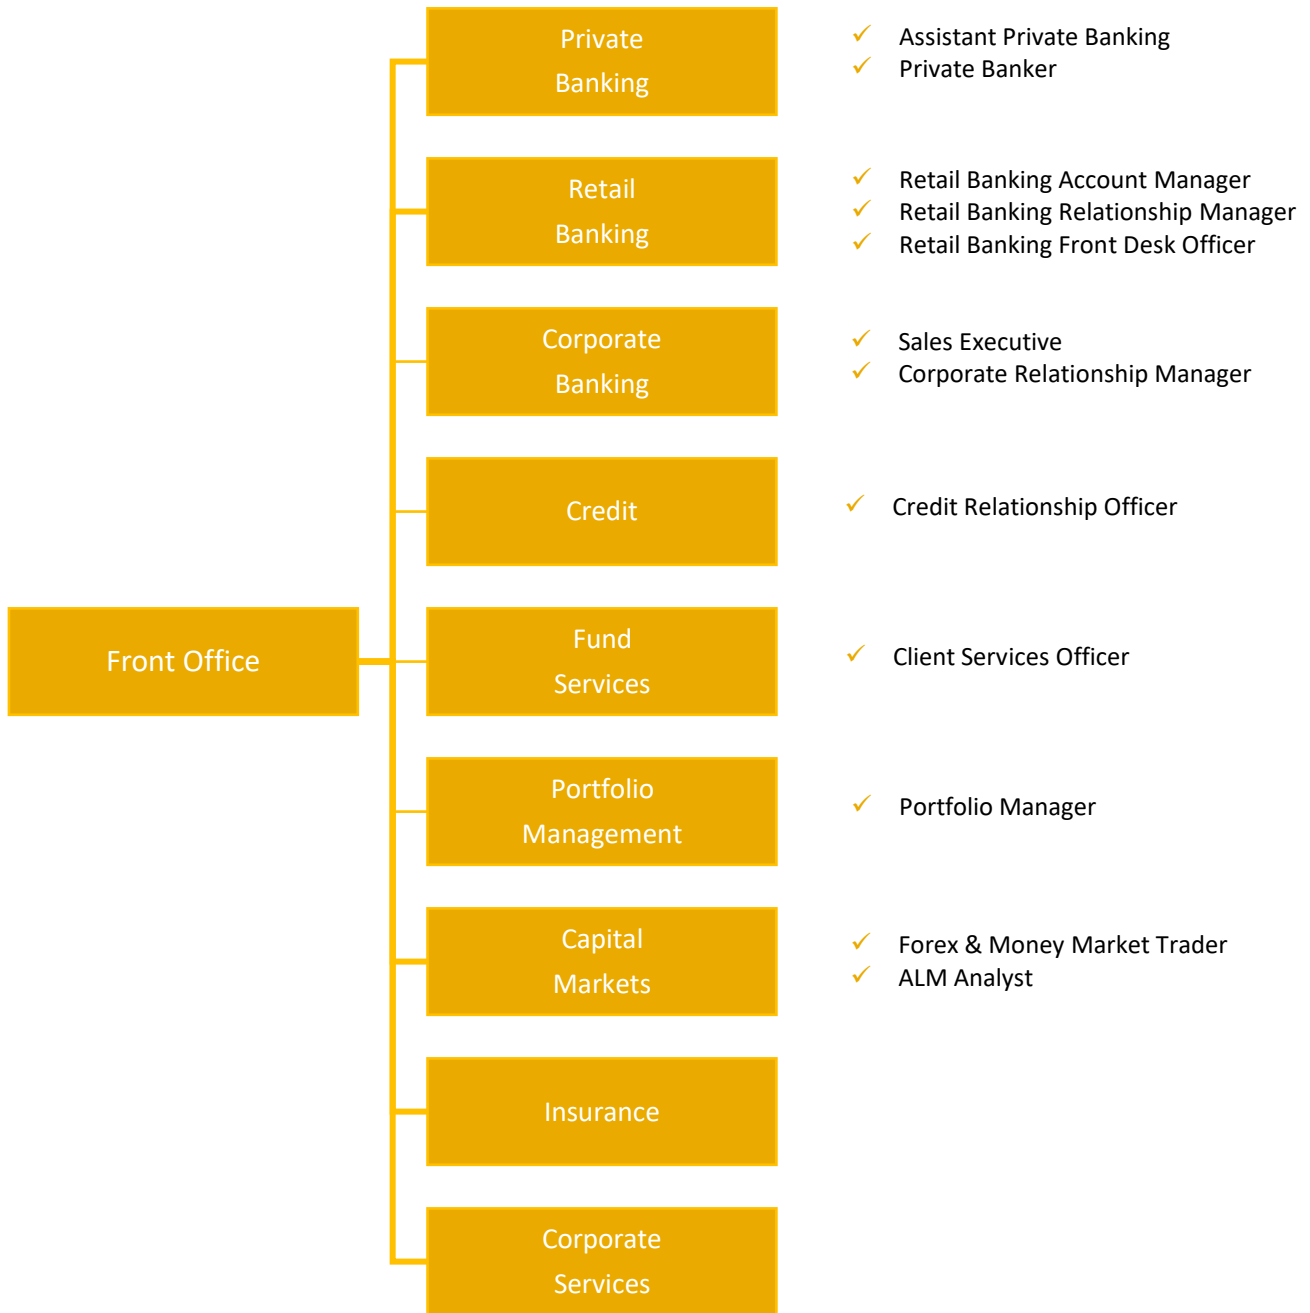 Private
Banking
✓ Assistant Private Banking
✓ Private Banker
Retail
Banking
✓ Retail Banking Account Manager
✓ Retail Banking Relationship Manager
✓ Retail Banking Front Desk Officer
Corporate
Banking
✓ Sales Executive
✓ Corporate Relationship Manager
Credit
✓ Credit Relationship Officer
Front Office
Fund
Services
✓ Client Services Officer
Portfolio
Management
✓ Portfolio Manager
Capital
Markets
✓ Forex & Money Market Trader
✓ ALM Analyst
Insurance
Corporate
Services